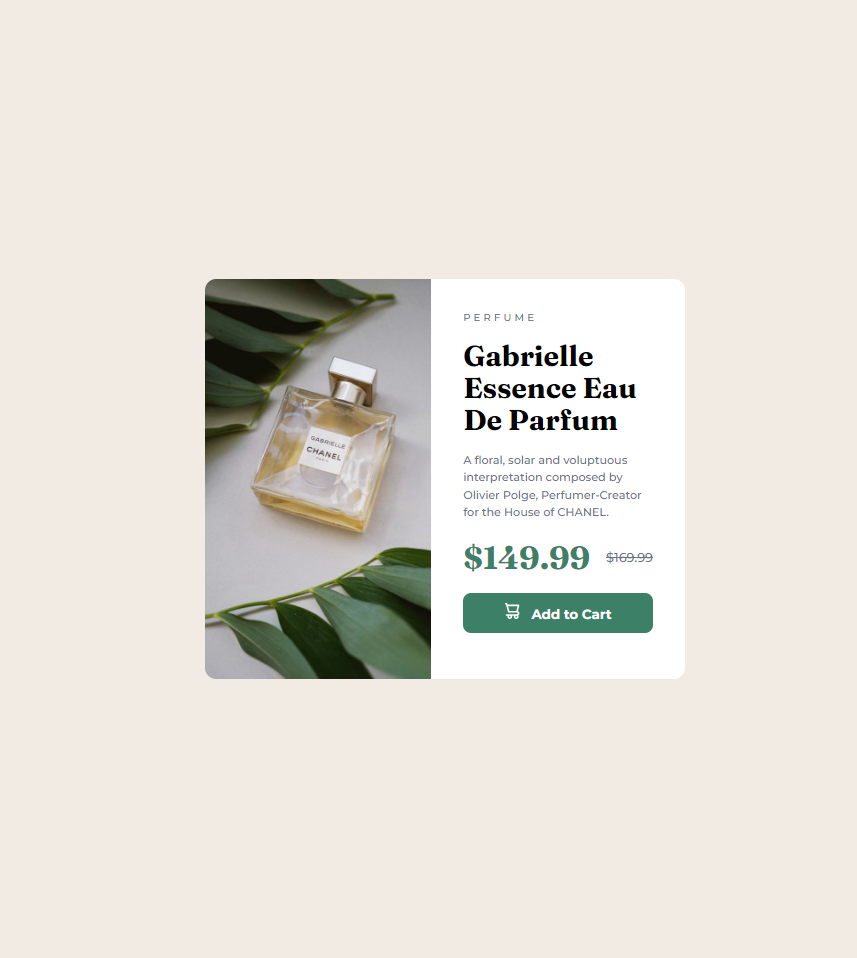 GABRIELLE
CHANEL
PARIS
PERFUME
Gabrielle
Essence Eau
De Parfum
A floral, solar and voluptuous
interpretation composed by
Olivier Polge, Perfumer-Creator
for the House of CHANEL.
$149.99 $169.99
Add to Cart